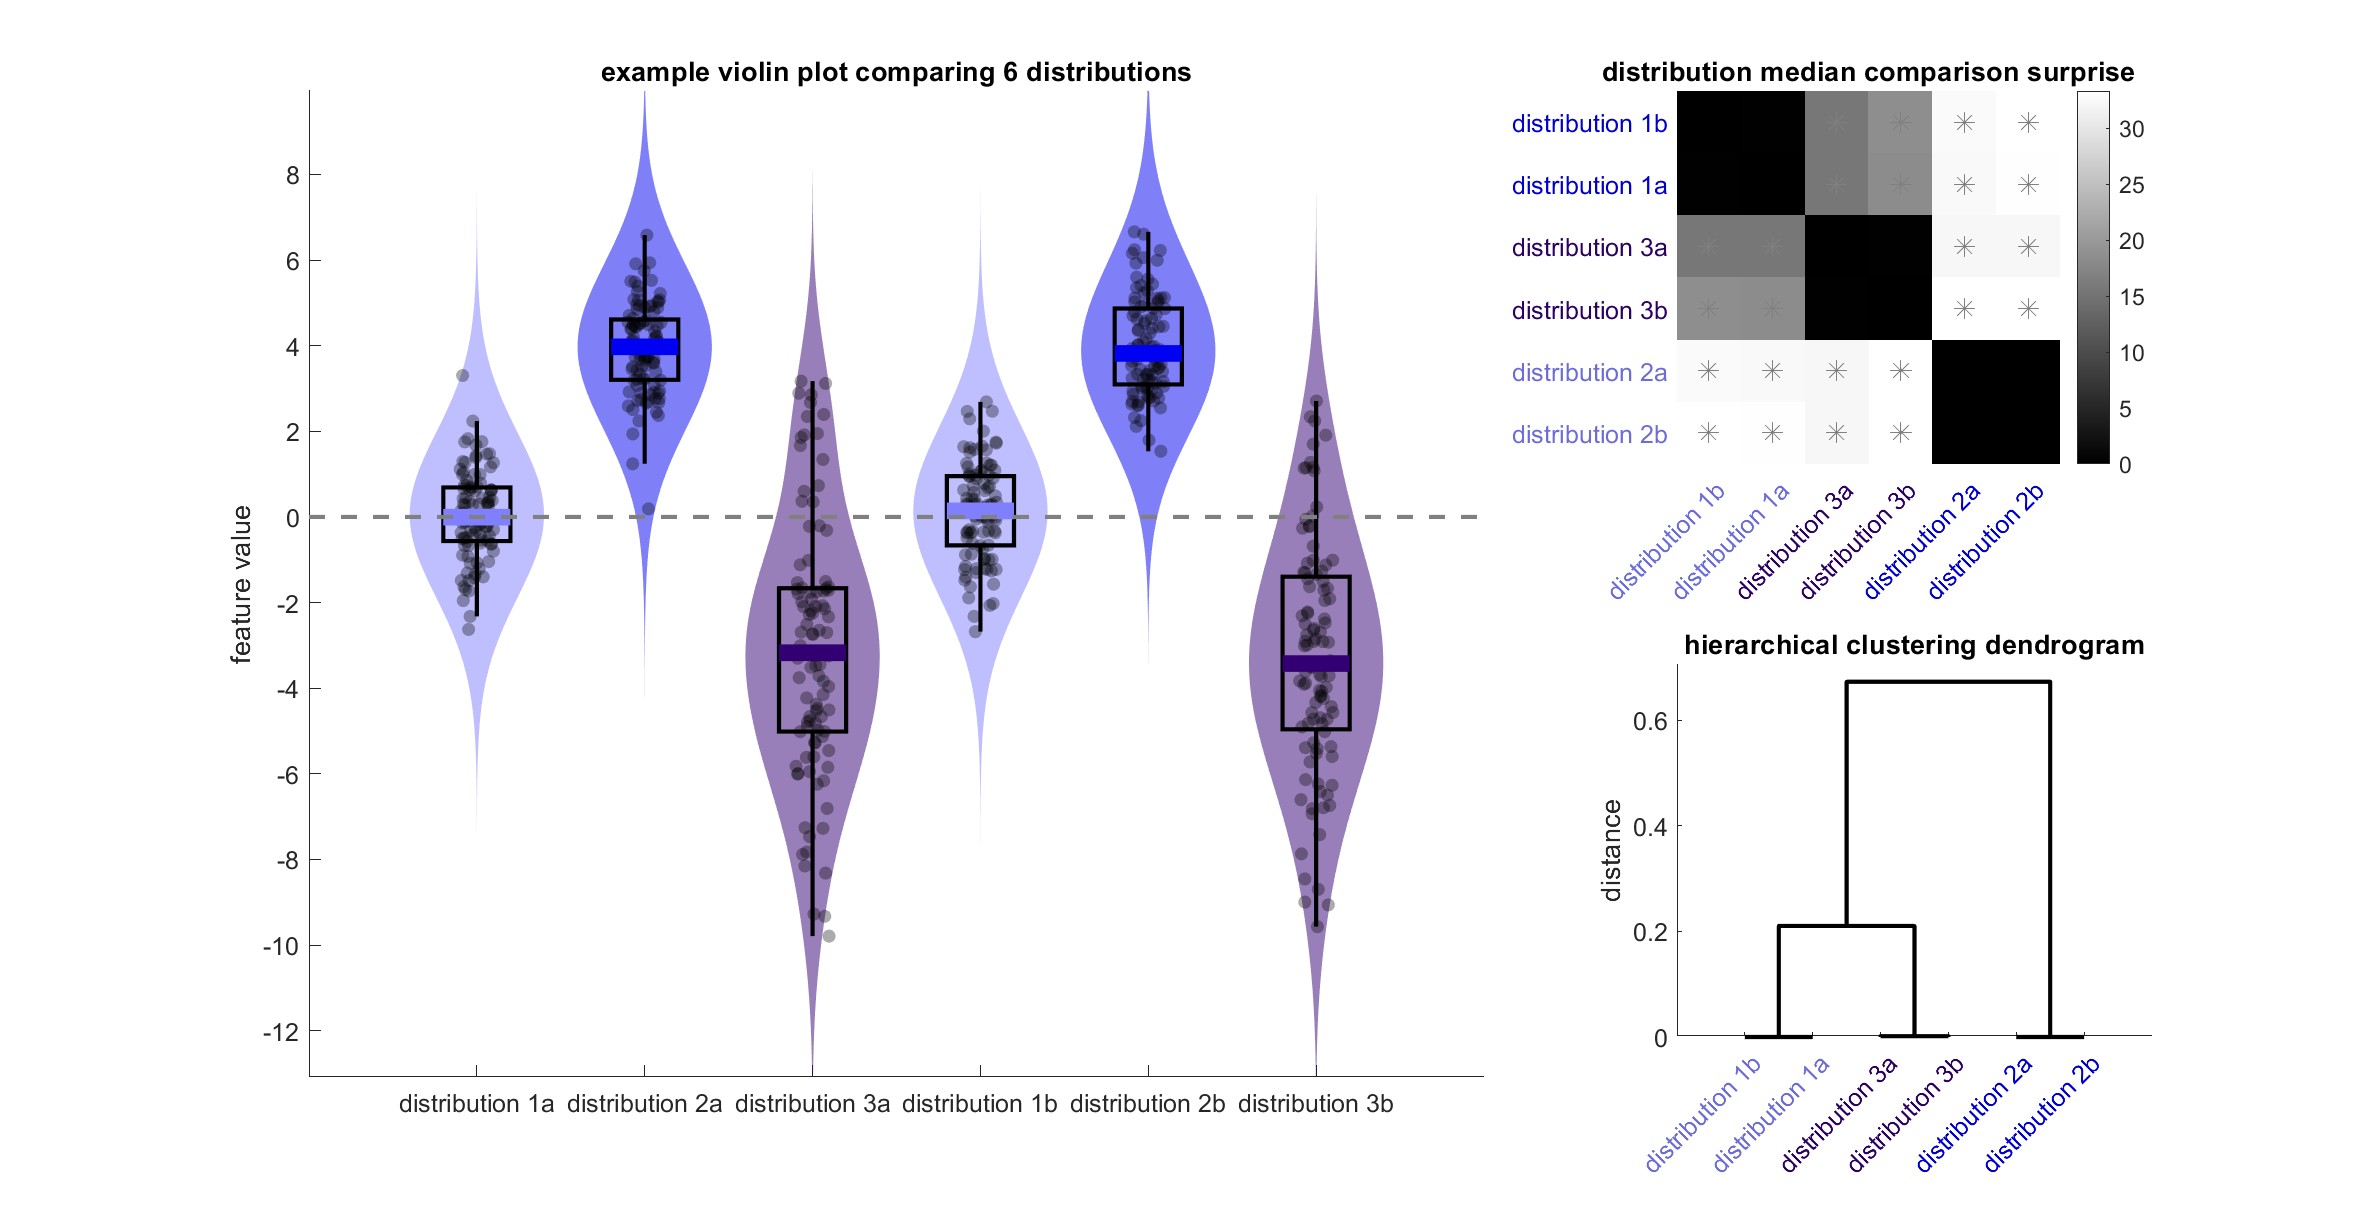 example violin plot comparing 6 distributions
feature value
8
6
4
2
0
-2
-4
-6
-8
-10
-12
distribution 1a distribution 2a distribution 3a distribution 1b distribution 2b distribution 3b
distribution median comparison surprise
distribution 1b
distribution 1a
distribution 3a
distribution 3b
distribution 2a
distribution 2b
30
25
20
15
10
5
0
distribution 1b
distribution 1a
distribution 3a
distribution 3b
distribution 2a
distribution 2b
hierarchical clustering dendrogram
distance
0.6
0.4
0.2
0
distribution 1b
distribution 1a
distribution 3a
distribution 3b
distribution 2a
distribution 2b